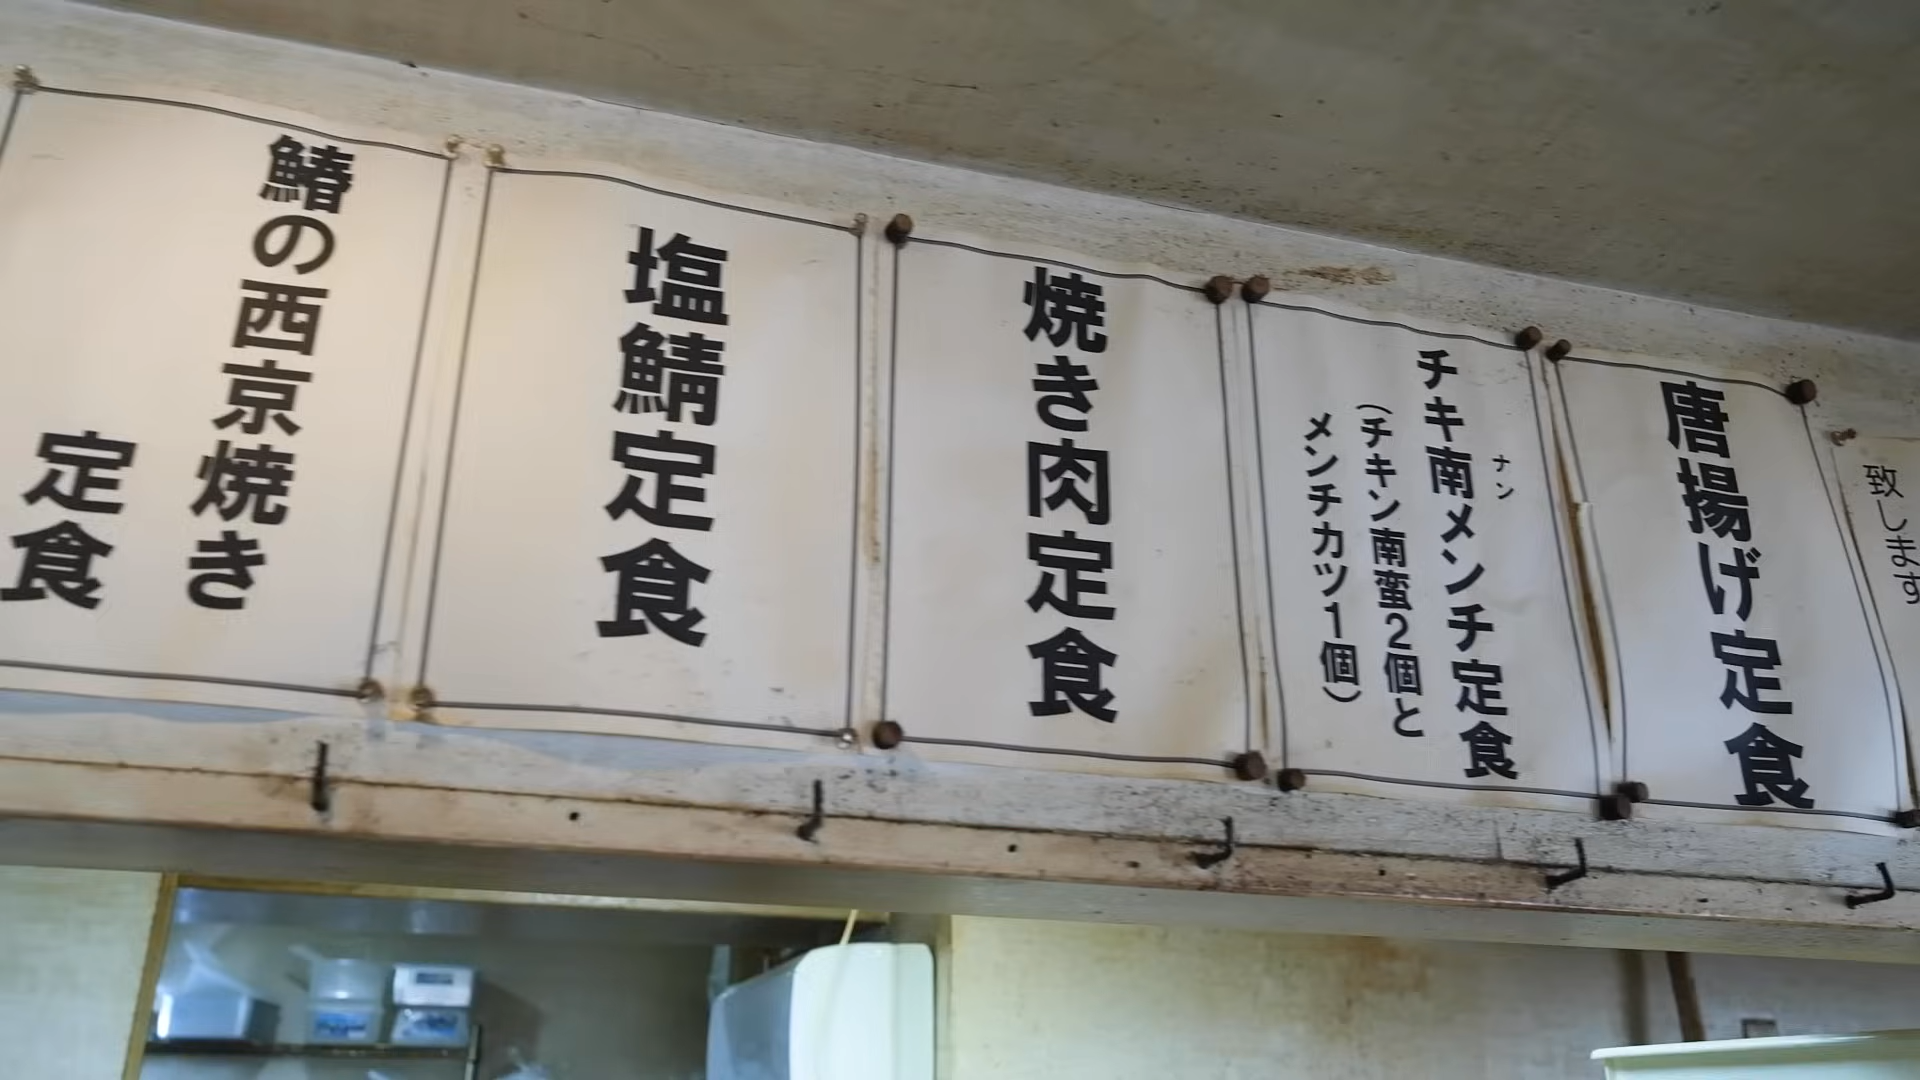 致します
唐揚げ定食
チキ南メンチ定食
ナン
(チキン南蛮2個と
メンチカツ1個)
焼き肉定食
塩鯖定食
鰆の西京焼き
定食